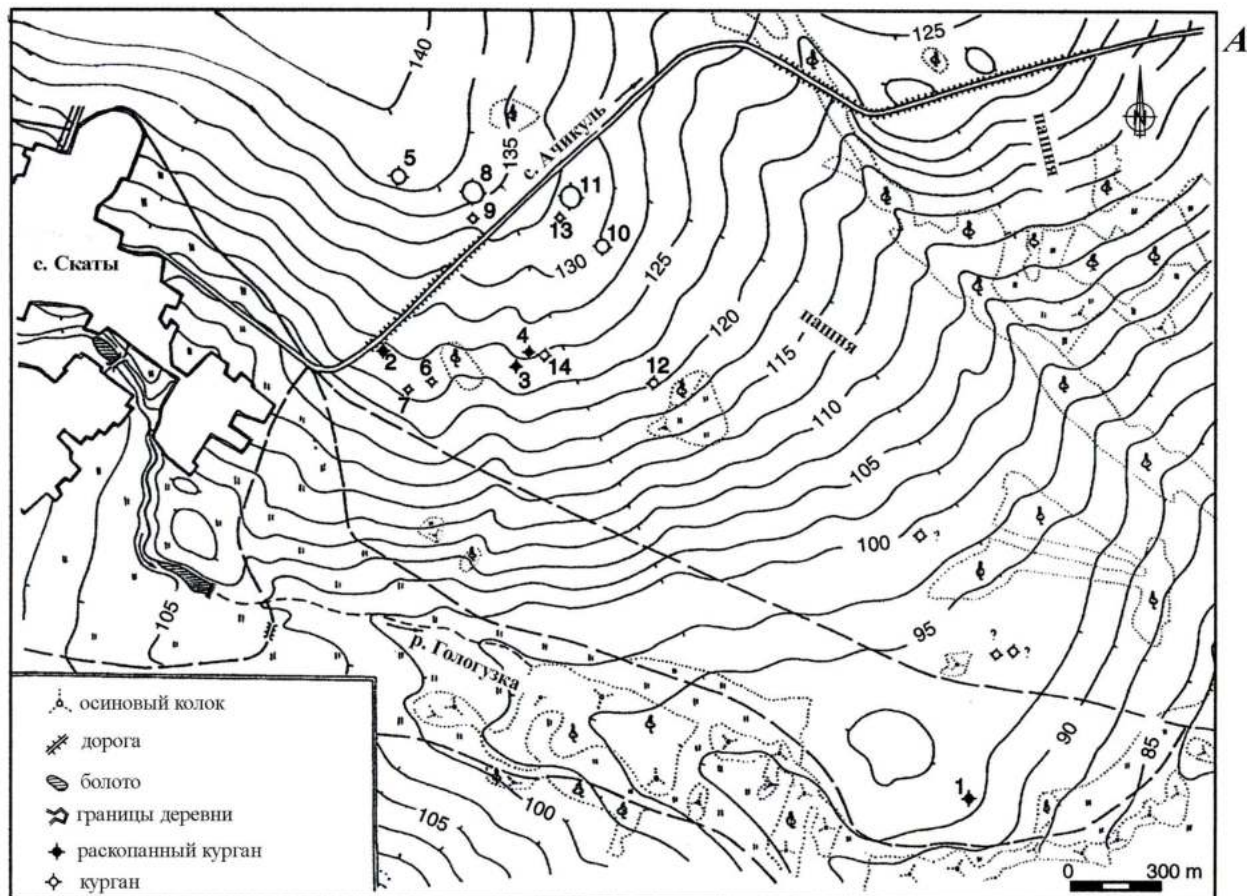 А
140
125
N
с. Ачикуль
135
пашня
5
8
9
11
13
10
130
125
с. Скаты
120
пашня
115
110
105
100
2
4
3
14
6
7
12
?
95
? ?
90
85
105
р. Гологузка
1
100
105
осиновый колок
дорога
болото
границы деревни
раскопанный курган
курган
0 300 m